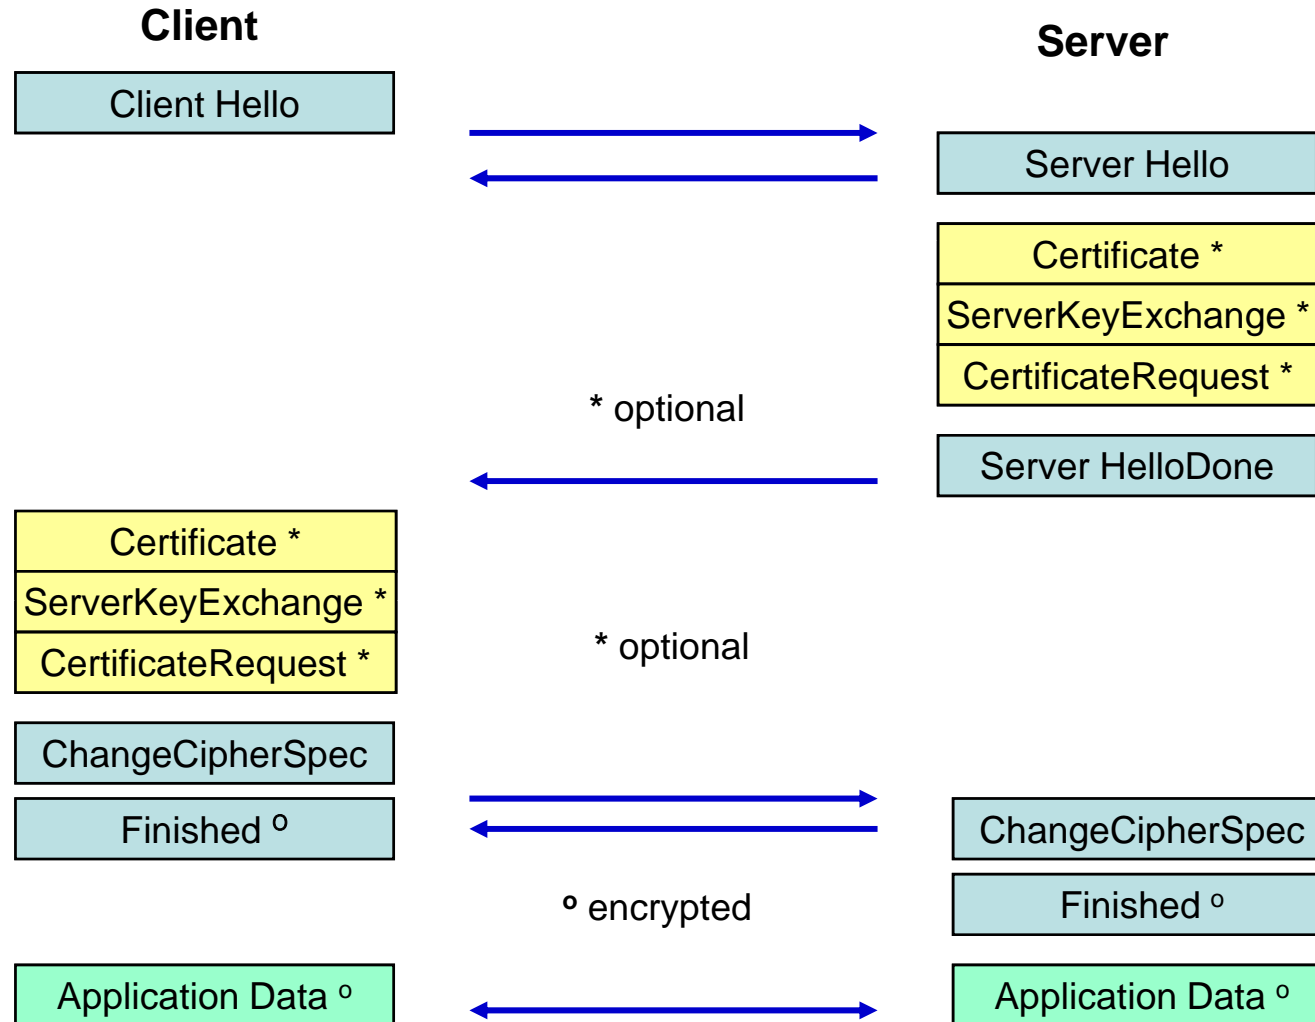 Client
Server
Client Hello
Server Hello
Certificate *
ServerKeyExchange *
CertificateRequest *
* optional
Server HelloDone
Certificate *
ServerKeyExchange *
CertificateRequest *
* optional
ChangeCipherSpec
Finished o
ChangeCipherSpec
o encrypted
Finished o
Application Data o
Application Data o